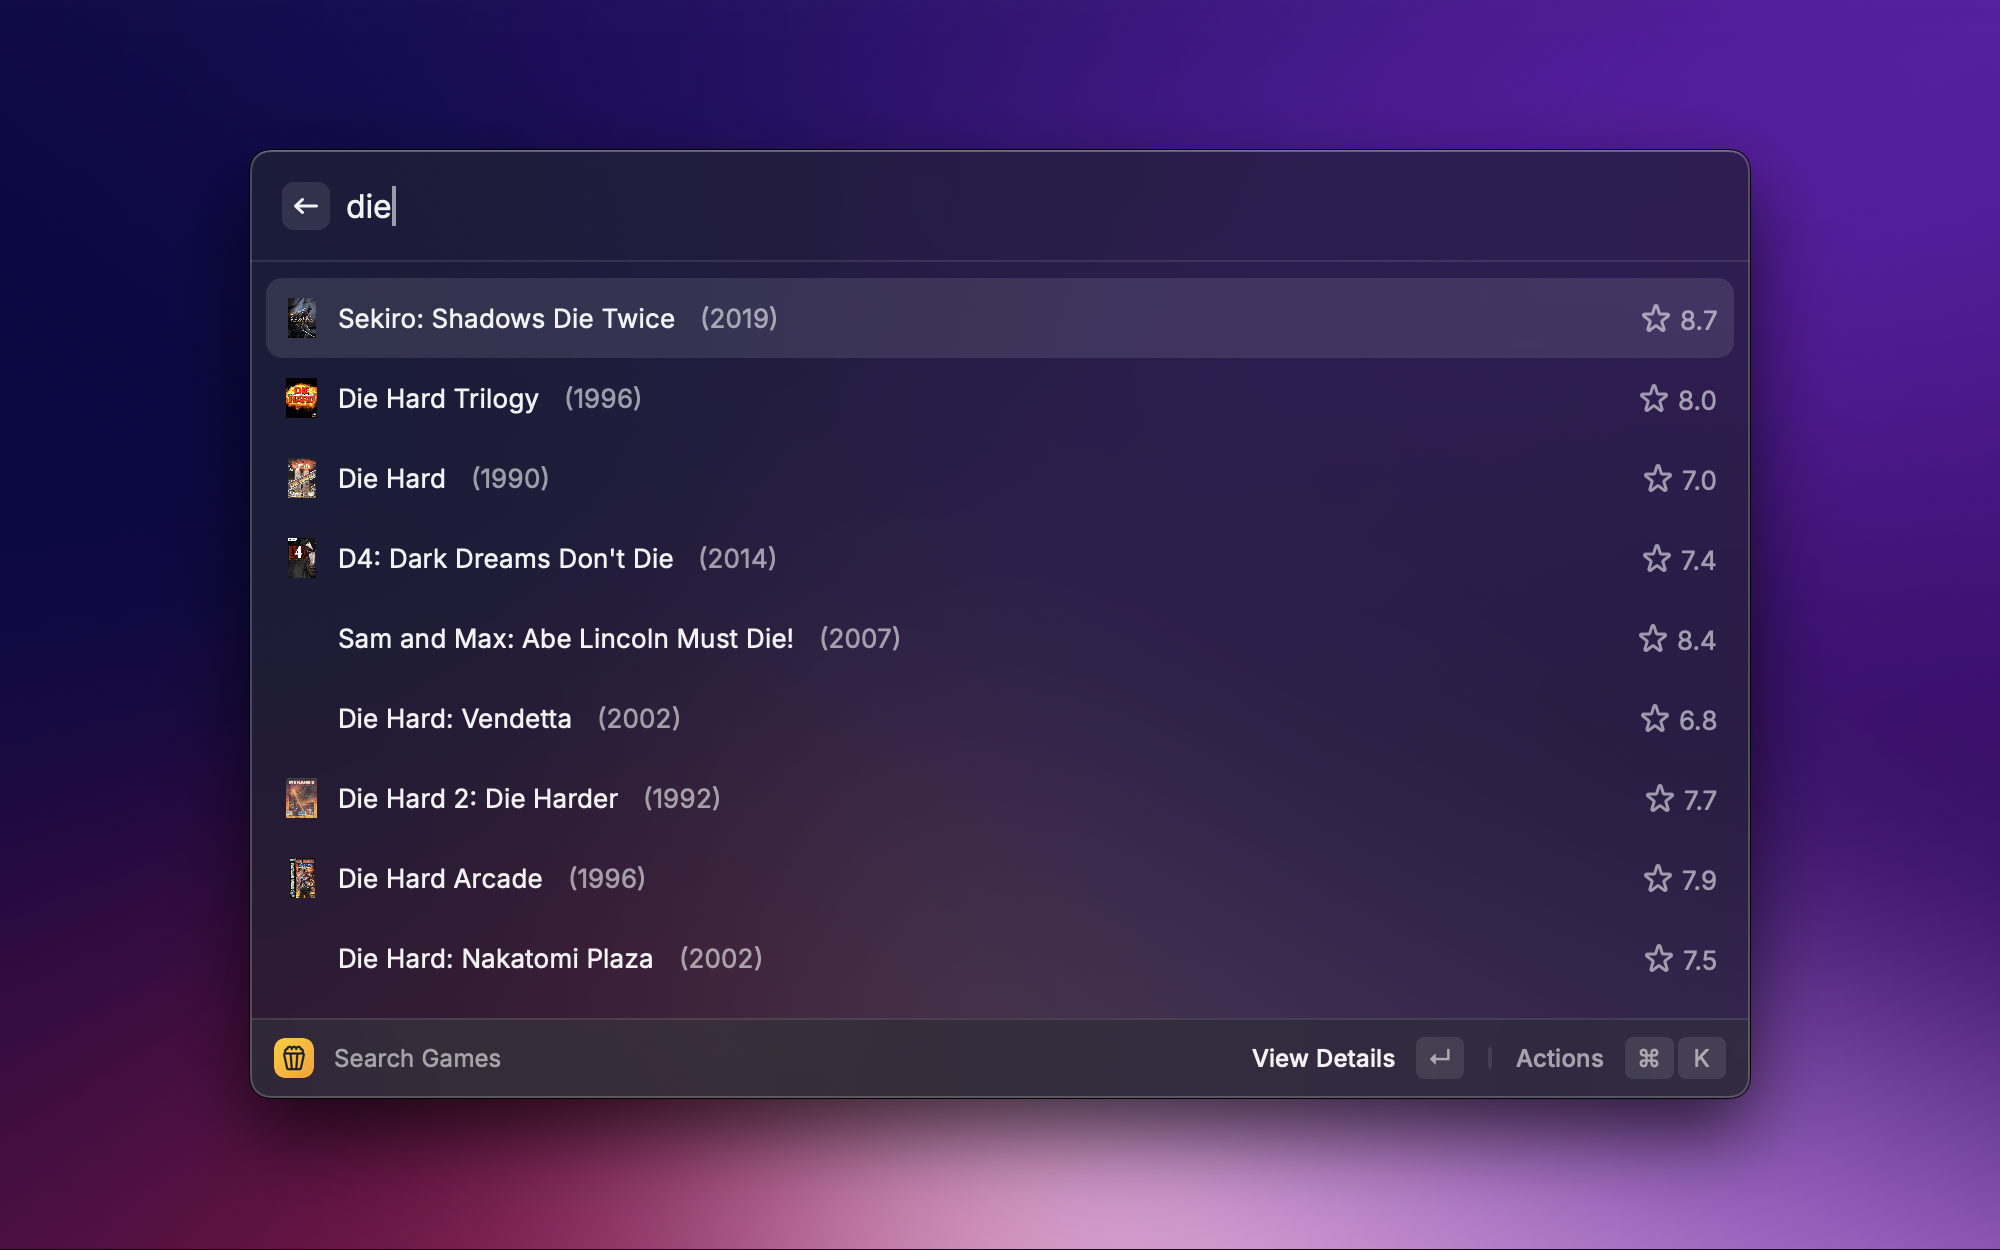 die
Sekiro: Shadows Die Twice (2019) 8.7
Die Hard Trilogy (1996) 8.0
Die Hard (1990) 7.0
D4: Dark Dreams Don't Die (2014) 7.4
Sam and Max: Abe Lincoln Must Die! (2007) 8.4
Die Hard: Vendetta (2002) 6.8
Die Hard 2: Die Harder (1992) 7.7
Die Hard Arcade (1996) 7.9
Die Hard: Nakatomi Plaza (2002) 7.5
Search Games View Details ↵ Actions ⌘ K